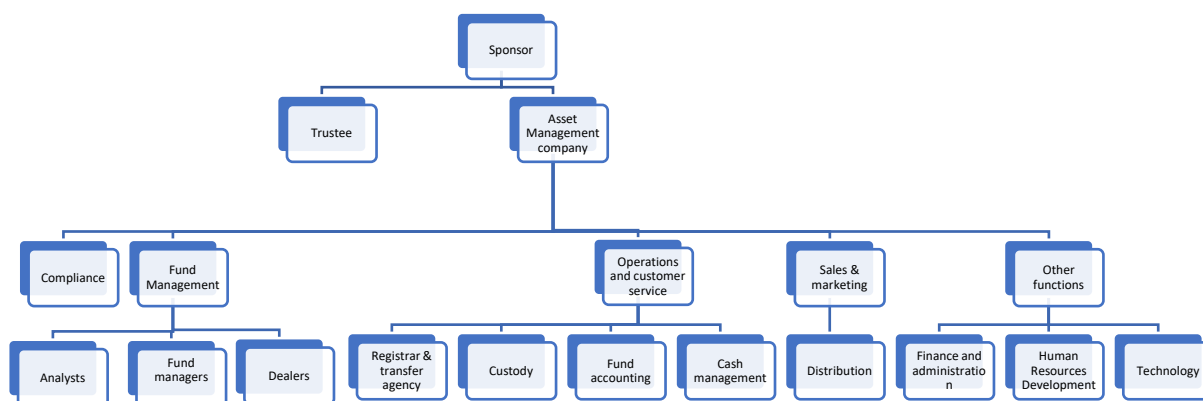 Sponsor
Trustee
Asset
Management
company
Compliance
Fund
Management
Operations
and customer
service
Sales &
marketing
Other
functions
Analysts
Fund
managers
Dealers
Registrar &
transfer
agency
Custody
Fund
accounting
Cash
management
Distribution
Finance and
administratio
n
Human
Resources
Development
Technology